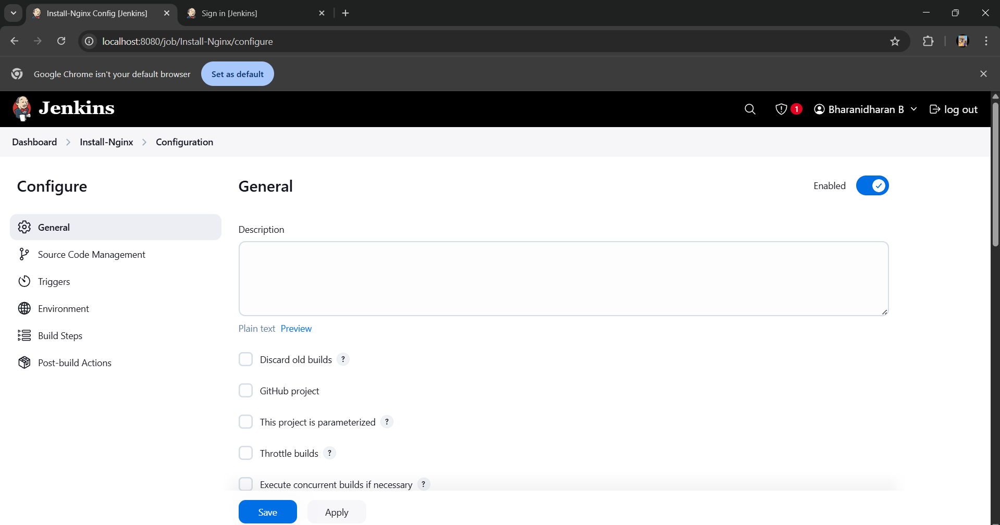 Install-Nginx Config [Jenkins]
Sign in [Jenkins]
localhost:8080/job/Install-Nginx/configure
Google Chrome isn't your default browser
Set as default
Jenkins
1
Bharanidharan B
log out
Dashboard
Install-Nginx
Configuration
Configure
General
Source Code Management
Triggers
Environment
Build Steps
Post-build Actions
General
Enabled
Description
Plain text Preview
Discard old builds ?
GitHub project
This project is parameterized ?
Throttle builds ?
Execute concurrent builds if necessary ?
Save
Apply